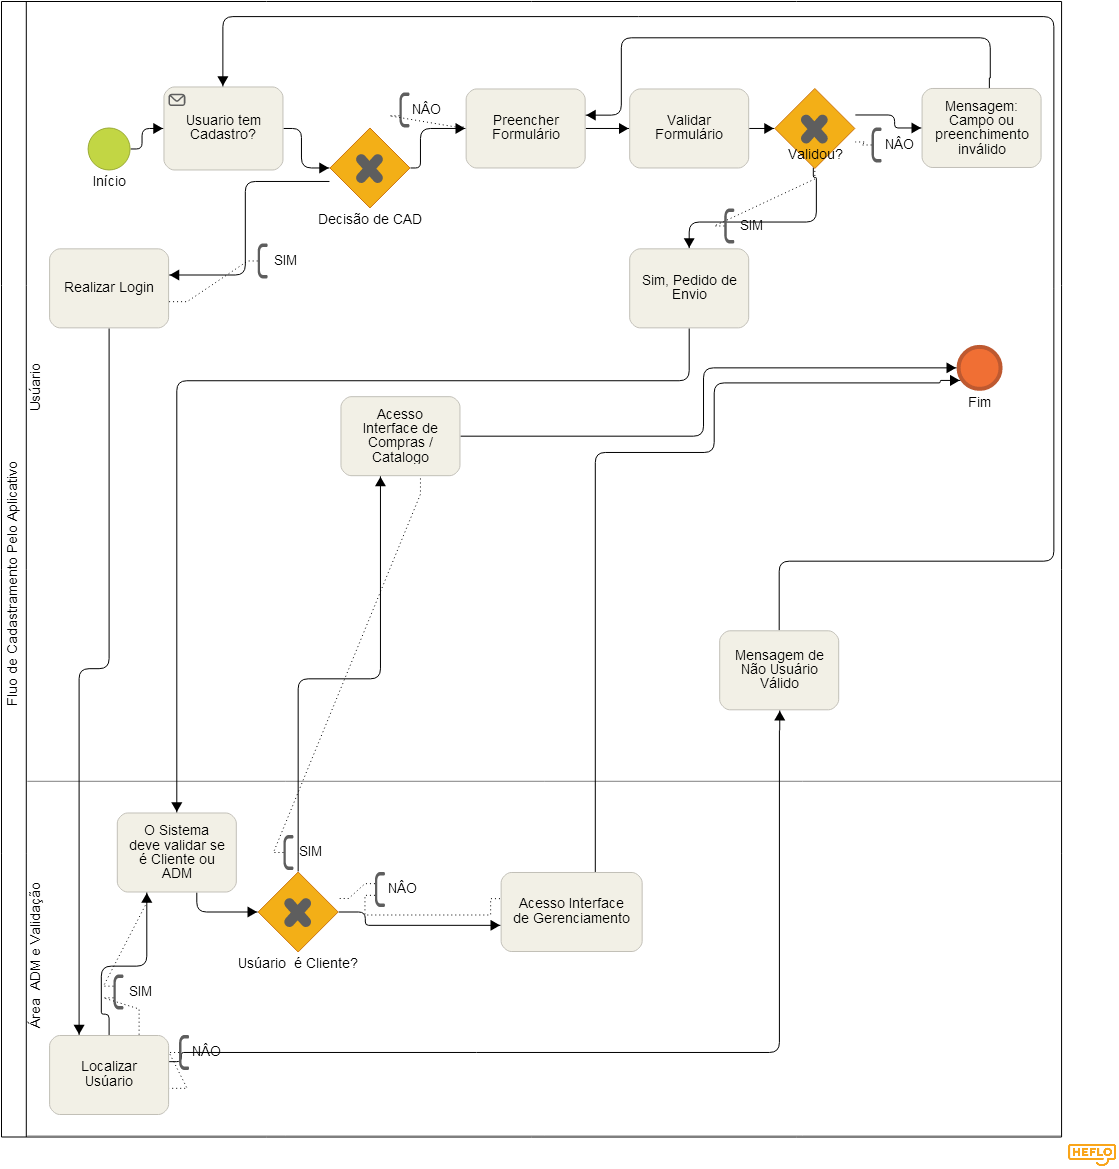 Fluo de Cadastramento Pelo Aplicativo
Usúario
Início
Usuario tem
Cadastro?
Decisão de CAD
NÂO
Preencher
Formulário
Validar
Formulário
Validou?
NÂO
Mensagem:
Campo ou
preenchimento
inválido
SIM
Realizar Login
SIM
Sim, Pedido de
Envio
Acesso
Interface de
Compras /
Catalogo
Fim
Mensagem de
Não Usuário
Válido
Área  ADM e Validação
O Sistema
deve validar se
é Cliente ou
ADM
SIM
Usúario  é Cliente?
NÂO
Acesso Interface
de Gerenciamento
SIM
Localizar
Usúario
NÂO
HEFLO